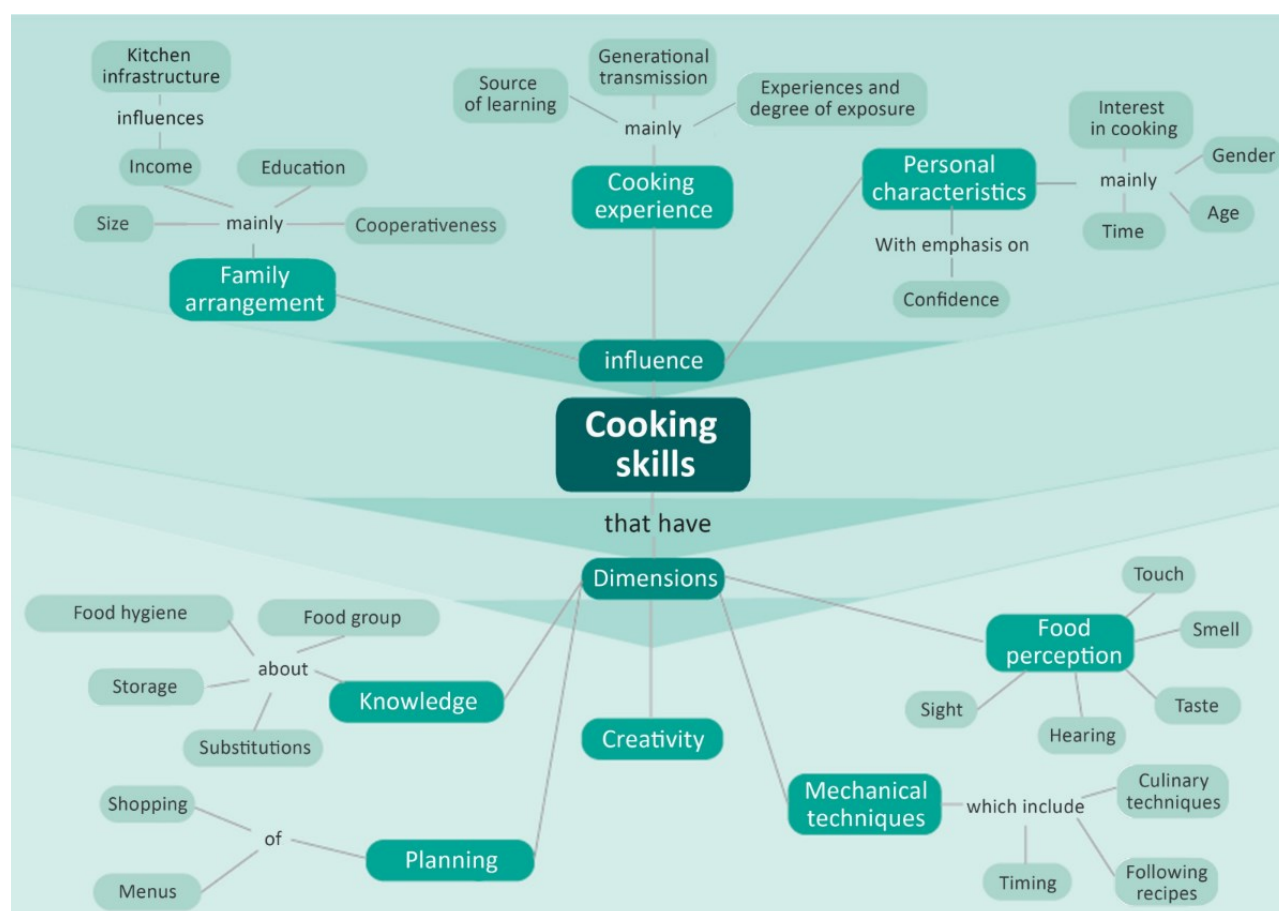 Kitchen
infrastructure
influences
Income
Education
Size
mainly
Cooperativeness
Family
arrangement
Source
of learning
Generational
transmission
Experiences and
degree of exposure
mainly
Cooking
experience
Personal
characteristics
Interest
in cooking
Gender
mainly
Age
Time
With emphasis on
Confidence
influence
Cooking
skills
that have
Dimensions
Food hygiene
Food group
about
Storage
Knowledge
Substitutions
Shopping
of
Planning
Menus
Creativity
Touch
Food
perception
Smell
Sight
Hearing
Taste
Mechanical
techniques
which include
Culinary
techniques
Timing
Following
recipes